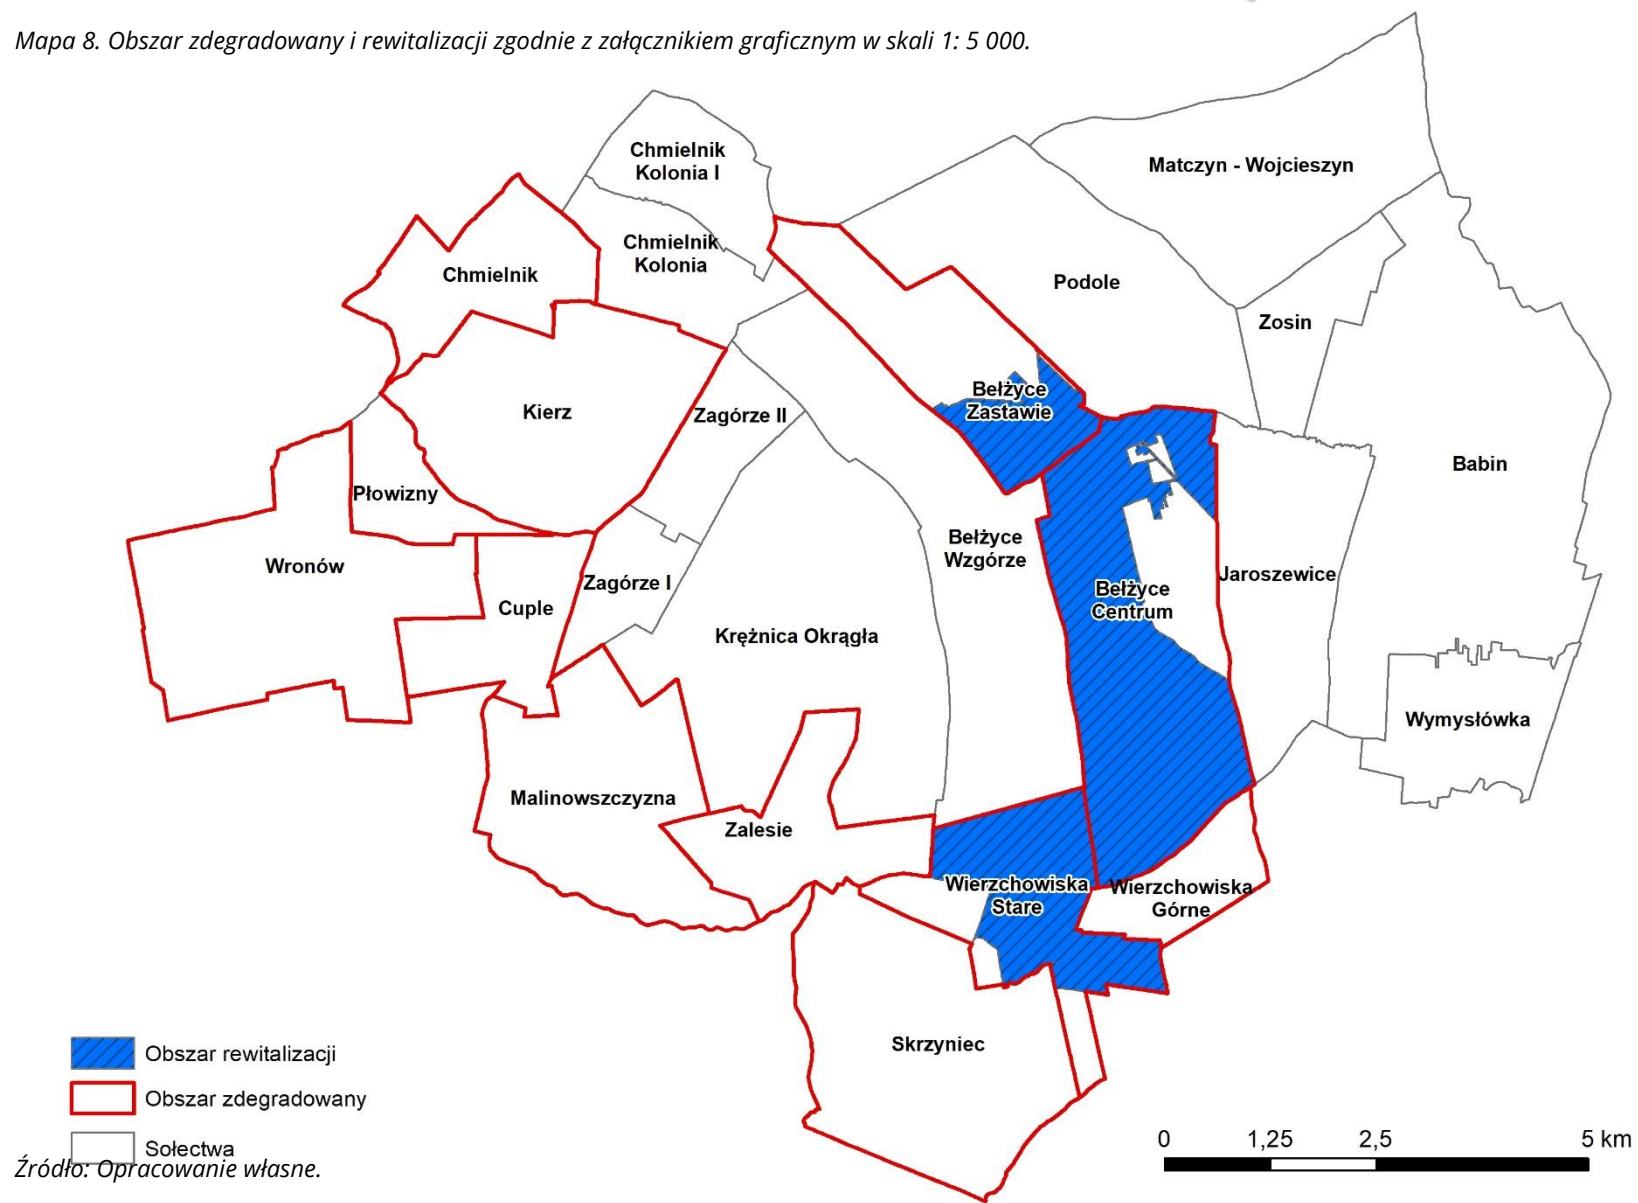 Mapa 8. Obszar zdegradowany i rewitalizacji zgodnie z załącznikiem graficznym w skali 1: 5 000.
Chmielnik
Kolonia I
Matczyn - Wojcieszyn
Chmielnik
Kolonia
Chmielnik
Podole
Zosin
Bełżyce
Zastawie
Kierz
Zagórze II
Babin
Płowizny
Bełżyce
Wzgórze
Wronów
Jaroszewice
Zagórze I
Bełżyce
Centrum
Cuple
Krężnica Okrągła
Wymysłówka
Malinowszczyzna
Zalesie
Wierzchowiska
Stare
Wierzchowiska
Górne
Skrzyniec
Obszar rewitalizacji
Obszar zdegradowany
Sołectwa
0 1,25 2,5 5 km
Źródło: Opracowanie własne.